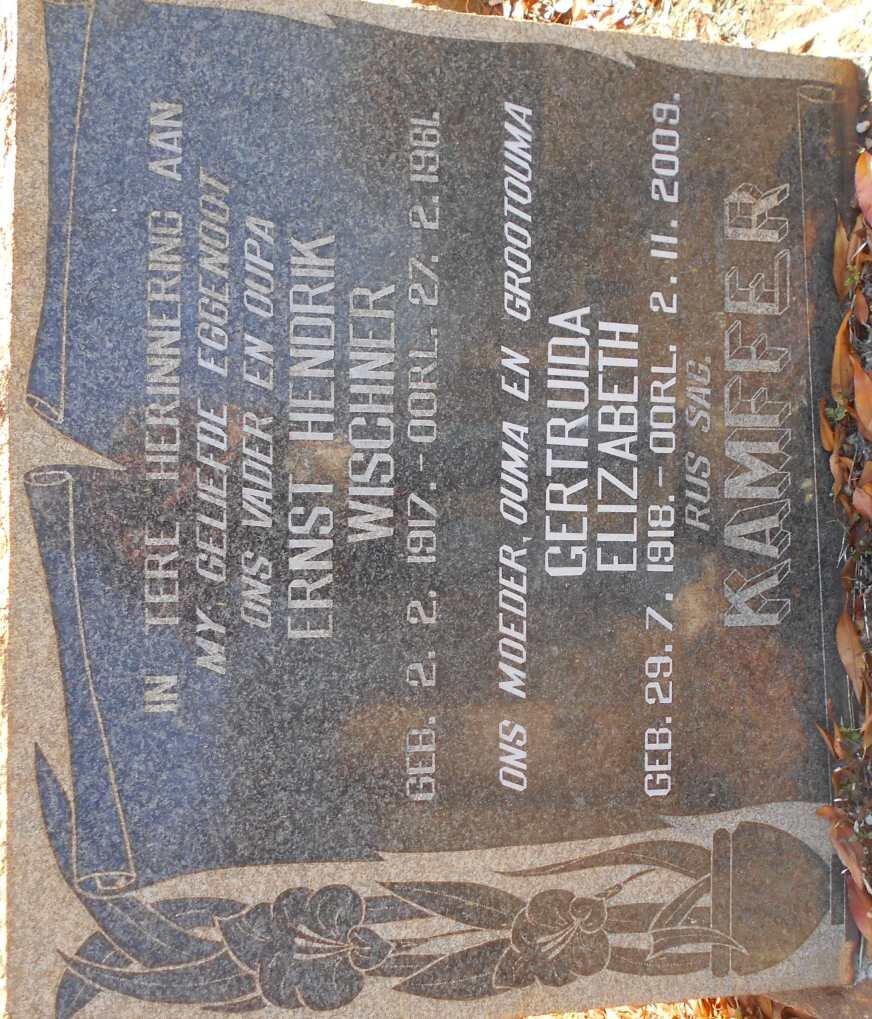 IN TERE HERINNERING AAN
MY GELIEFDE EGGENOOT
ONS VADER EN OUPA
ERNST HENDRIK
WISCHNER
GEB. 2. 2. 1917.-OORL. 27. 2. 1961.
ONS MOEDER, OUMA EN GROOTOUMA
GERTRUIDA
ELIZABETH
GEB. 29. 7. 1918.-OORL. 2. 11. 2009.
RUS SAG.
KAMFFER